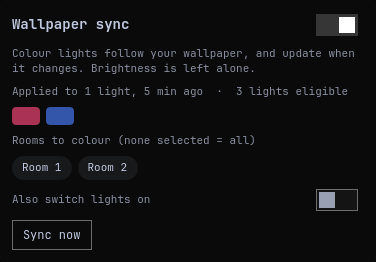 Wallpaper sync
Colour lights follow your wallpaper, and update when
it changes. Brightness is left alone.
Applied to 1 light, 5 min ago · 3 lights eligible
Rooms to colour (none selected = all)
Room 1 Room 2
Also switch lights on
Sync now